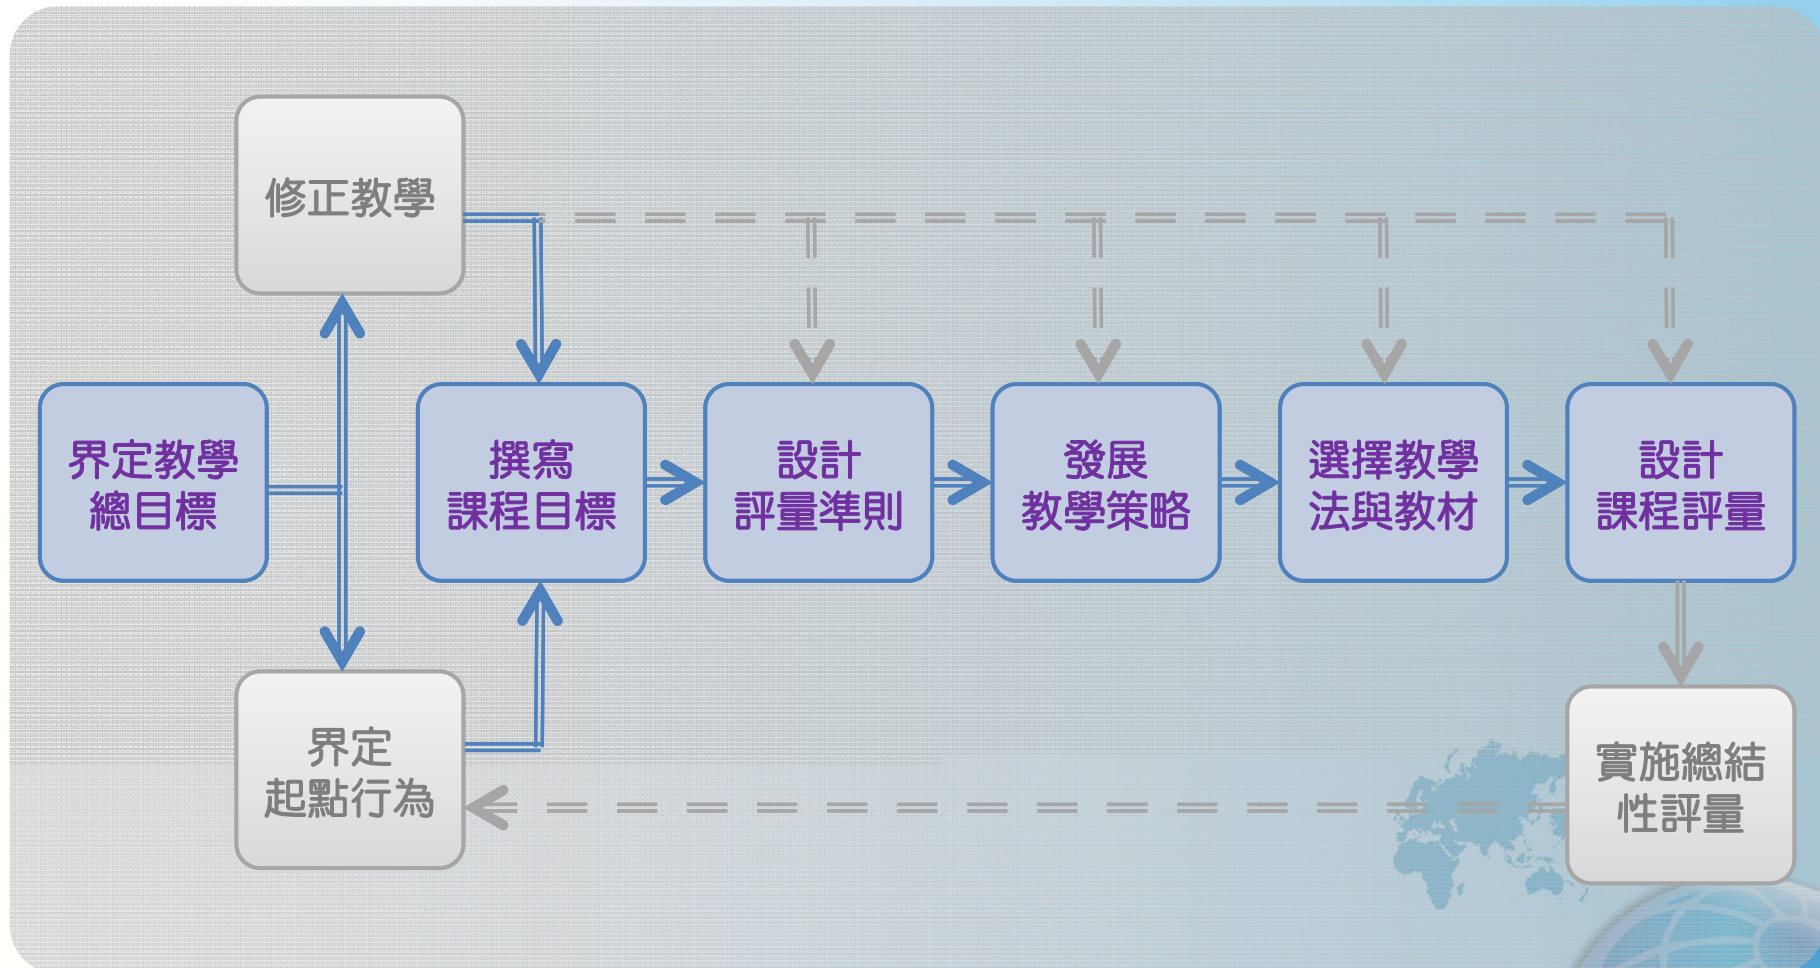 修正教學
界定教學
總目標
撰寫
課程目標
設計
評量準則
發展
教學策略
選擇教學
法與教材
設計
課程評量
界定
起點行為
實施總結
性評量